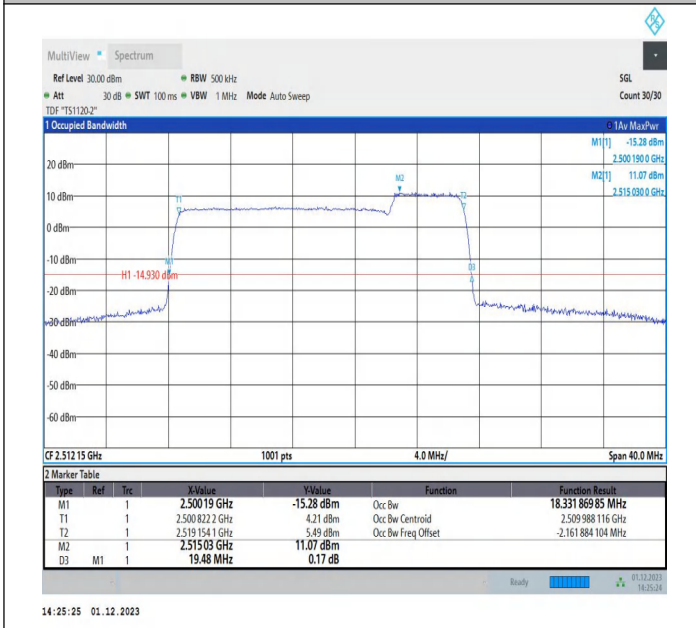 R S
MultiView Spectrum
Ref Level 30.00 dBm RBW 500 kHz SGL
Att 30 dB SWT 100 ms VBW 1 MHz Mode Auto Sweep Count 30/30
TDF "TS1120-2"
1 Occupied Bandwidth 1Av MaxPwr
M1[1] -15.28 dBm
2.500 190 0 GHz
M2[1] 11.07 dBm
2.515 030 0 GHz
20 dBm
M2
T1 T2
10 dBm
0 dBm
-10 dBm
M1 D3
H1 -14.930 dBm
-20 dBm
-30 dBm
-40 dBm
-50 dBm
-60 dBm
CF 2.512 15 GHz 1001 pts 4.0 MHz/ Span 40.0 MHz
2 Marker Table
Type Ref Trc X-Value Y-Value Function Function Result
M1 1 2.500 19 GHz -15.28 dBm Occ Bw 18.331 869 85 MHz
T1 1 2.500 822 2 GHz 4.21 dBm Occ Bw Centroid 2.509 988 116 GHz
T2 1 2.519 154 1 GHz 5.49 dBm Occ Bw Freq Offset -2.161 884 104 MHz
M2 1 2.515 03 GHz 11.07 dBm
D3 M1 1 19.48 MHz 0.17 dB
Ready 01.12.2023
14:25:24
14:25:25 01.12.2023